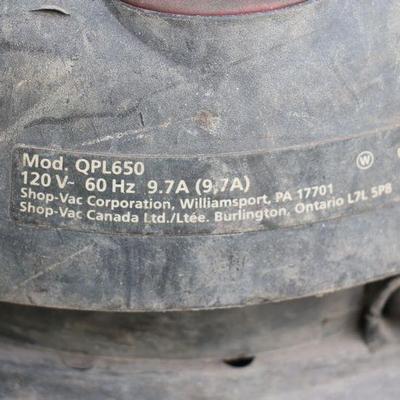 Mod. QPL650
120 V~ 60 Hz 9.7A (9,7A)
Shop-Vac Corporation, Williamsport, PA 17701
Shop-Vac Canada Ltd./Ltée. Burlington, Ontario L7L 5P8
W